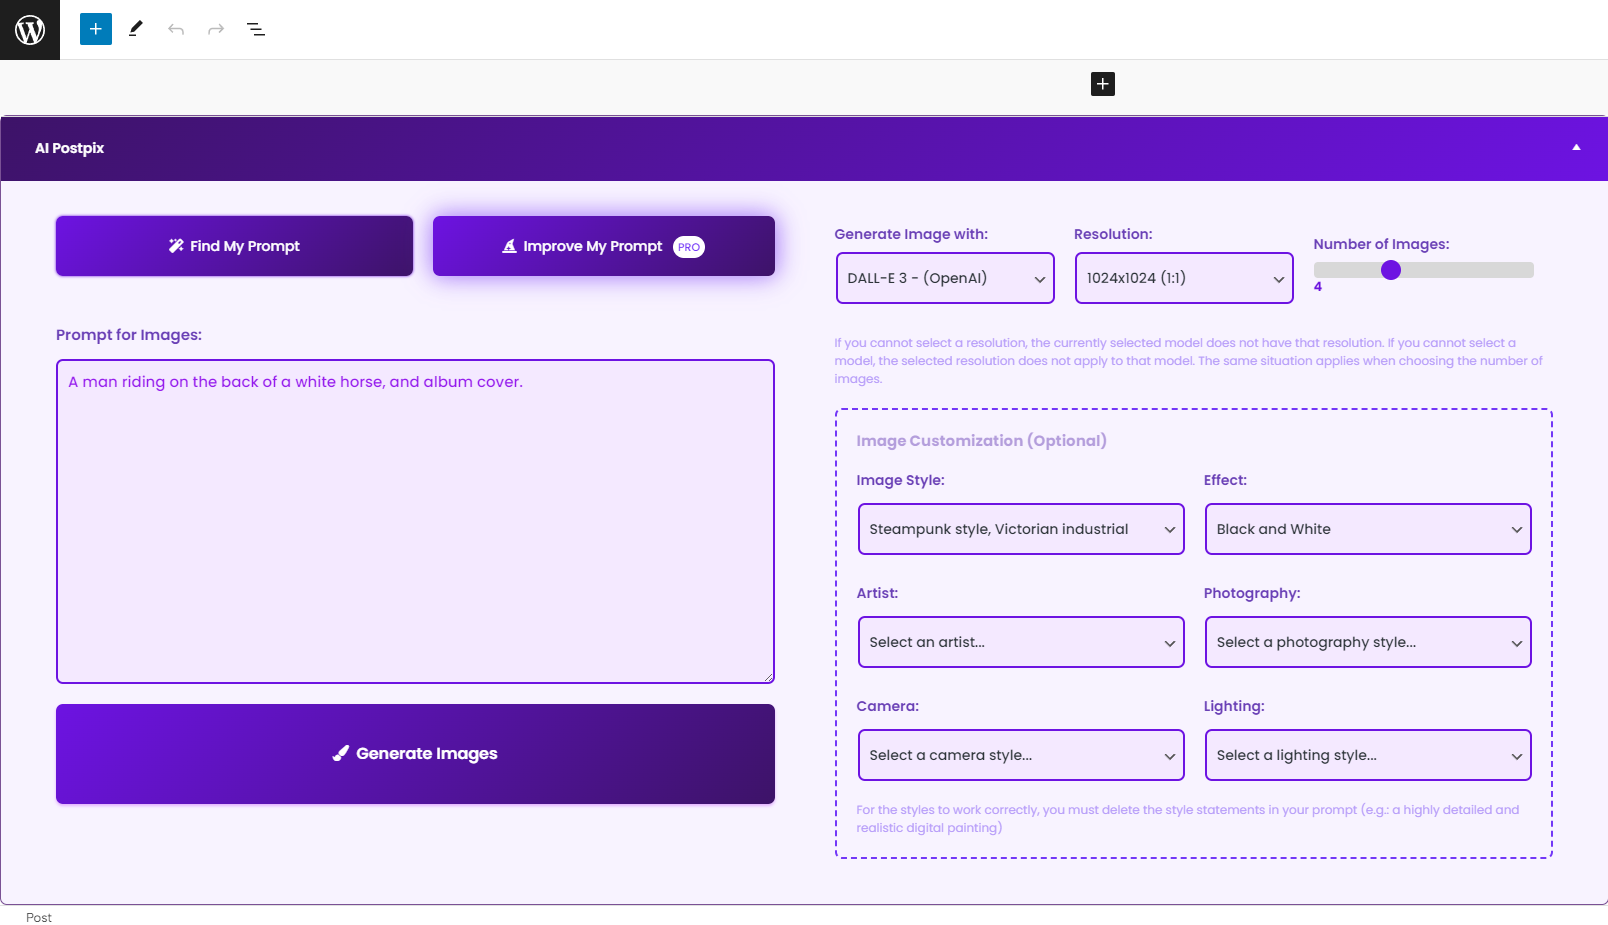 AI Postpix
Find My Prompt
Improve My Prompt PRO
Prompt for Images:
A man riding on the back of a white horse, and album cover.
Generate Images
Generate Image with:
DALL-E 3 - (OpenAI)
Resolution:
1024x1024 (1:1)
Number of Images:
4
If you cannot select a resolution, the currently selected model does not have that resolution. If you cannot select a
model, the selected resolution does not apply to that model. The same situation applies when choosing the number of
images.
Image Customization (Optional)
Image Style:
Steampunk style, Victorian industrial
Effect:
Black and White
Artist:
Select an artist...
Photography:
Select a photography style...
Camera:
Select a camera style...
Lighting:
Select a lighting style...
For the styles to work correctly, you must delete the style statements in your prompt (e.g.: a highly detailed and
realistic digital painting)
Post